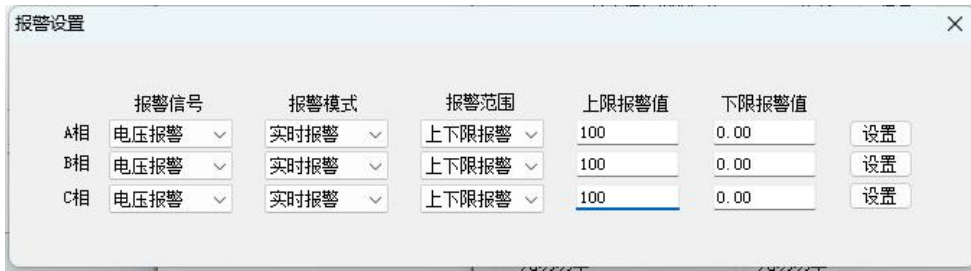 报警设置
报警信号 报警模式 报警范围 上限报警值 下限报警值
A相 电压报警 实时报警 上下限报警 100 0.00 设置
B相 电压报警 实时报警 上下限报警 100 0.00 设置
C相 电压报警 实时报警 上下限报警 100 0.00 设置